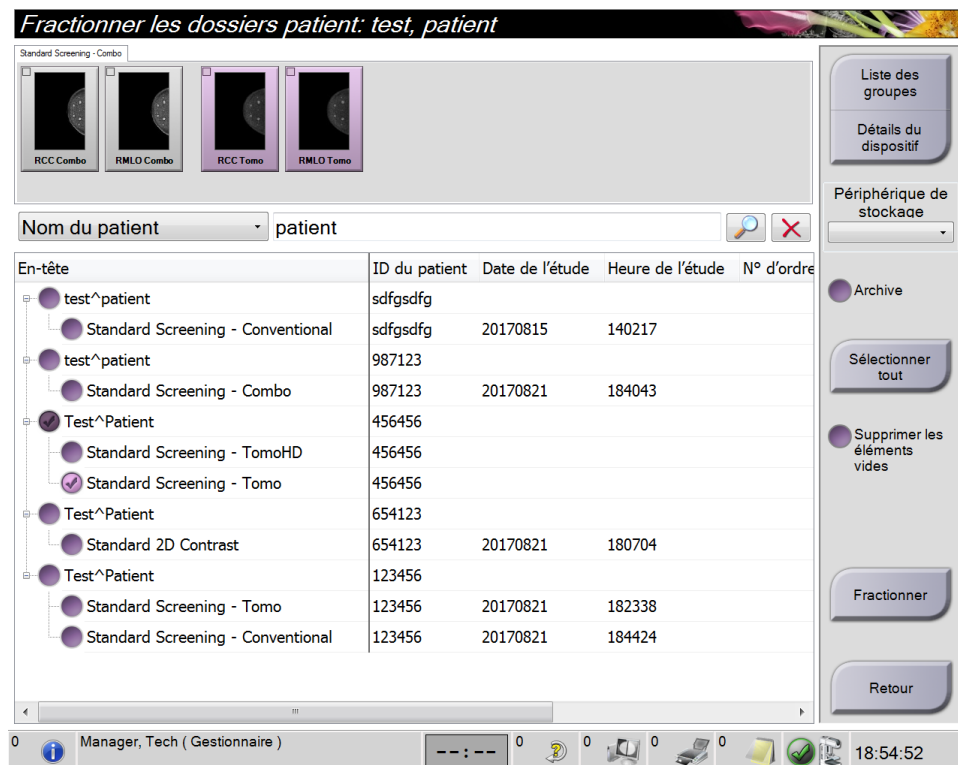 Fractionner les dossiers patient: test, patient
Standard Screening - Combo
RCC Combo
RMLO Combo
RCC Tomo
RMLO Tomo
Liste des
groupes
Détails du
dispositif
Périphérique de
stockage
Nom du patient
patient
En-tête ID du patient Date de l'étude Heure de l'étude N° d'ordre
test^patient sdfgsdfg
Standard Screening - Conventional sdfgsdfg 20170815 140217
test^patient 987123
Standard Screening - Combo 987123 20170821 184043
Test^Patient 456456
Standard Screening - TomoHD 456456
Standard Screening - Tomo 456456
Test^Patient 654123
Standard 2D Contrast 654123 20170821 180704
Test^Patient 123456
Standard Screening - Tomo 123456 20170821 182338
Standard Screening - Conventional 123456 20170821 184424
Archive
Sélectionner
tout
Supprimer les
éléments
vides
Fractionner
Retour
0 Manager, Tech ( Gestionnaire ) --:-- 0 0 0 0 18:54:52